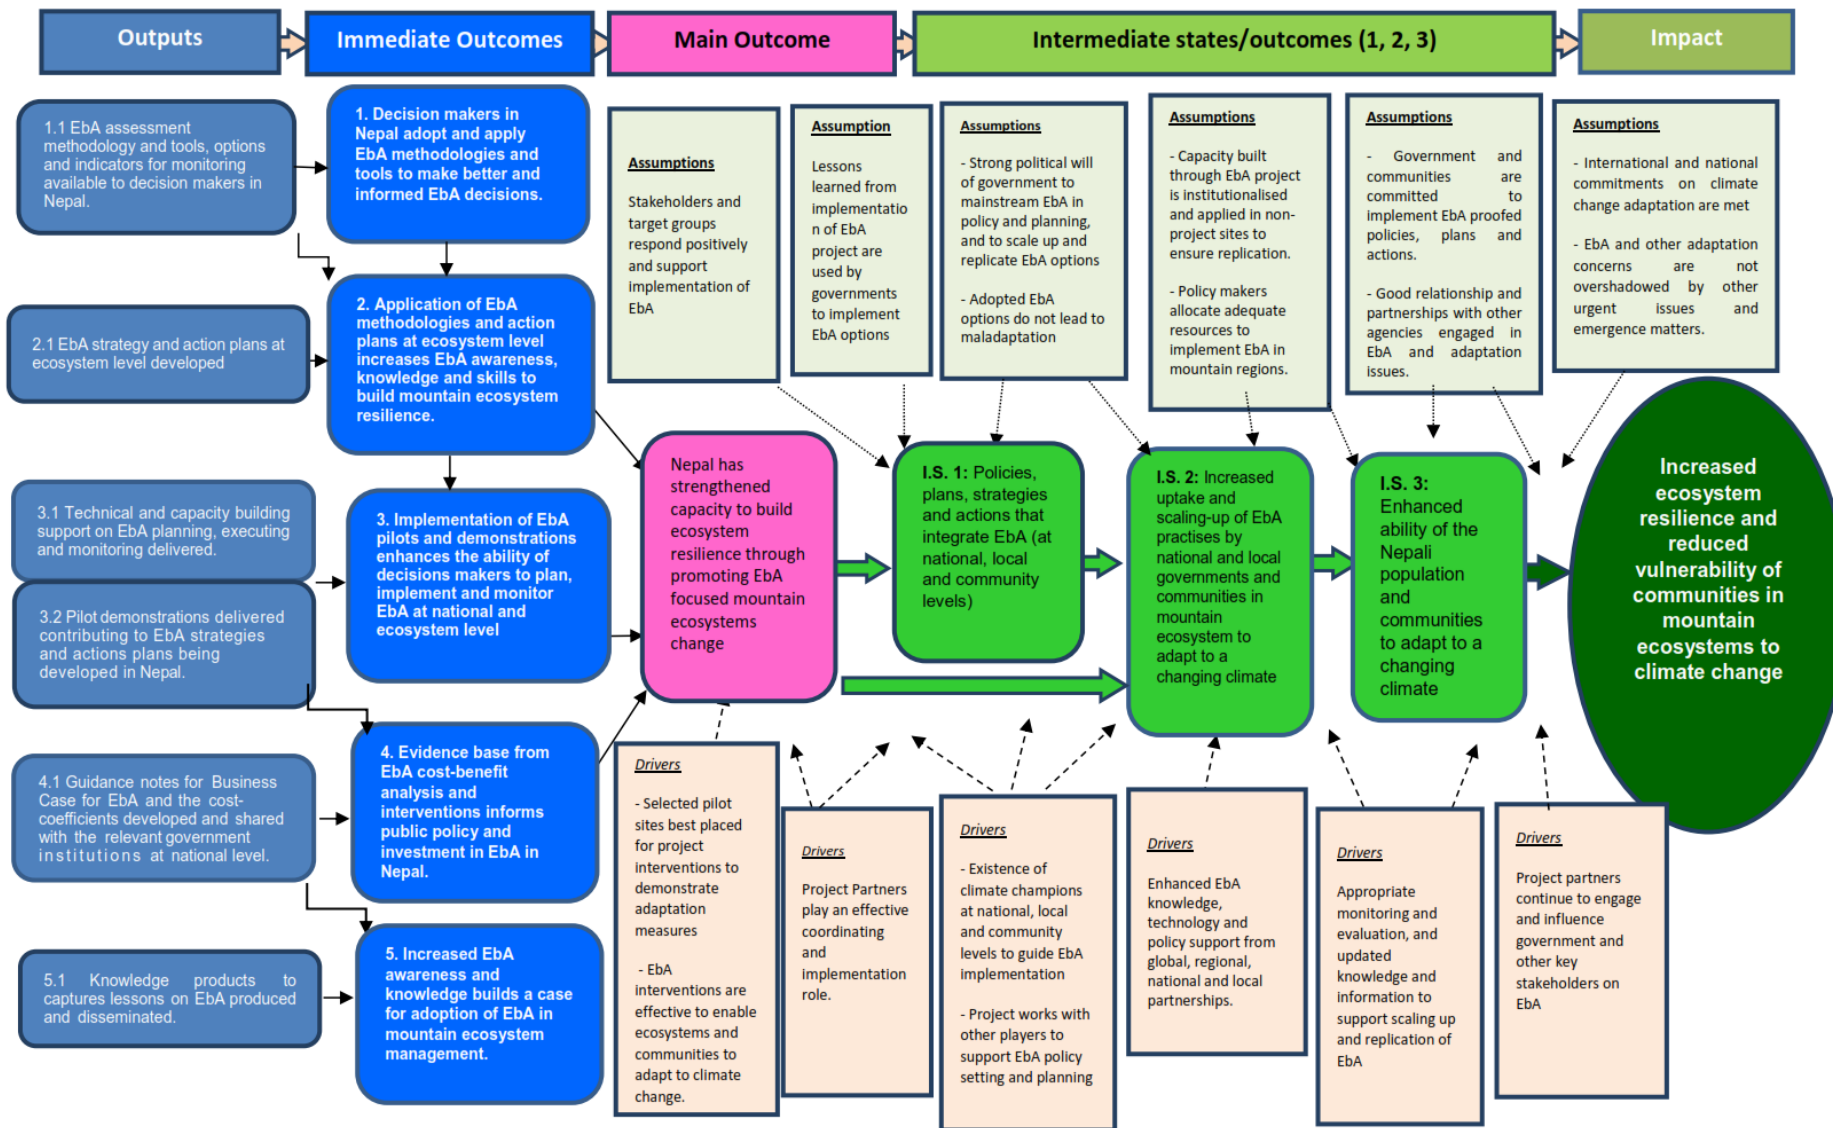 Outputs
Immediate Outcomes
Main Outcome
Intermediate states/outcomes (1, 2, 3)
Impact
1.1 EbA assessment
methodology and tools, options
and indicators for monitoring
available to decision makers in
Nepal.
2.1 EbA strategy and action plans at
ecosystem level developed
3.1 Technical and capacity building
support on EbA planning, executing
and monitoring delivered.
3.2 Pilot demonstrations delivered
contributing to EbA strategies
and actions plans being
developed in Nepal.
4.1 Guidance notes for Business
Case for EbA and the cost-
coefficients developed and shared
with the relevant government
institutions at national level.
5.1 Knowledge products to
captures lessons on EbA produced
and disseminated.
1. Decision makers in
Nepal adopt and apply
EbA methodologies and
tools to make better and
informed EbA decisions.
2. Application of EbA
methodologies and action
plans at ecosystem level
increases EbA awareness,
knowledge and skills to
build mountain ecosystem
resilience.
3. Implementation of EbA
pilots and demonstrations
enhances the ability of
decisions makers to plan,
implement and monitor
EbA at national and
ecosystem level
4. Evidence base from
EbA cost-benefit
analysis and
interventions informs
public policy and
investment in EbA in
Nepal.
5. Increased EbA
awareness and
knowledge builds a case
for adoption of EbA in
mountain ecosystem
management.
Assumptions
Stakeholders and
target groups
respond positively
and support
implementation of
EbA
Assumption
Lessons
learned from
implementatio
n of EbA
project are
used by
governments
to implement
EbA options
Assumptions
- Strong political will
of government to
mainstream EbA in
policy and planning,
and to scale up and
replicate EbA options
- Adopted EbA
options do not lead to
maladaptation
Assumptions
- Capacity built
through EbA project
is institutionalised
and applied in non-
project sites to
ensure replication.
- Policy makers
allocate adequate
resources to
implement EbA in
mountain regions.
Assumptions
- Government and
communities are
committed to
implement EbA proofed
policies, plans and
actions.
- Good relationship and
partnerships with other
agencies engaged in
EbA and adaptation
issues.
Assumptions
- International and national
commitments on climate
change adaptation are met
- EbA and other adaptation
concerns are not
overshadowed by other
urgent issues and
emergence matters.
Nepal has
strengthened
capacity to build
ecosystem
resilience through
promoting EbA
focused mountain
ecosystems
change
I.S. 1: Policies,
plans, strategies
and actions that
integrate EbA (at
national, local
and community
levels)
I.S. 2: Increased
uptake and
scaling-up of EbA
practises by
national and local
governments and
communities in
mountain
ecosystem to
adapt to a
changing climate
I.S. 3:
Enhanced
ability of the
Nepali
population
and
communities
to adapt to a
changing
climate
Increased
ecosystem
resilience and
reduced
vulnerability of
communities in
mountain
ecosystems to
climate change
Drivers
- Selected pilot
sites best placed
for project
interventions to
demonstrate
adaptation
measures
- EbA
interventions are
effective to enable
ecosystems and
communities to
adapt to climate
change.
Drivers
Project Partners
play an effective
coordinating
and
implementation
role.
Drivers
- Existence of
climate champions
at national, local
and community
levels to guide EbA
implementation
- Project works with
other players to
support EbA policy
setting and planning
Drivers
Enhanced EbA
knowledge,
technology and
policy support from
global, regional,
national and local
partnerships.
Drivers
Appropriate
monitoring and
evaluation, and
updated
knowledge and
information to
support scaling up
and replication of
EbA
Drivers
Project partners
continue to engage
and influence
government and
other key
stakeholders on
EbA